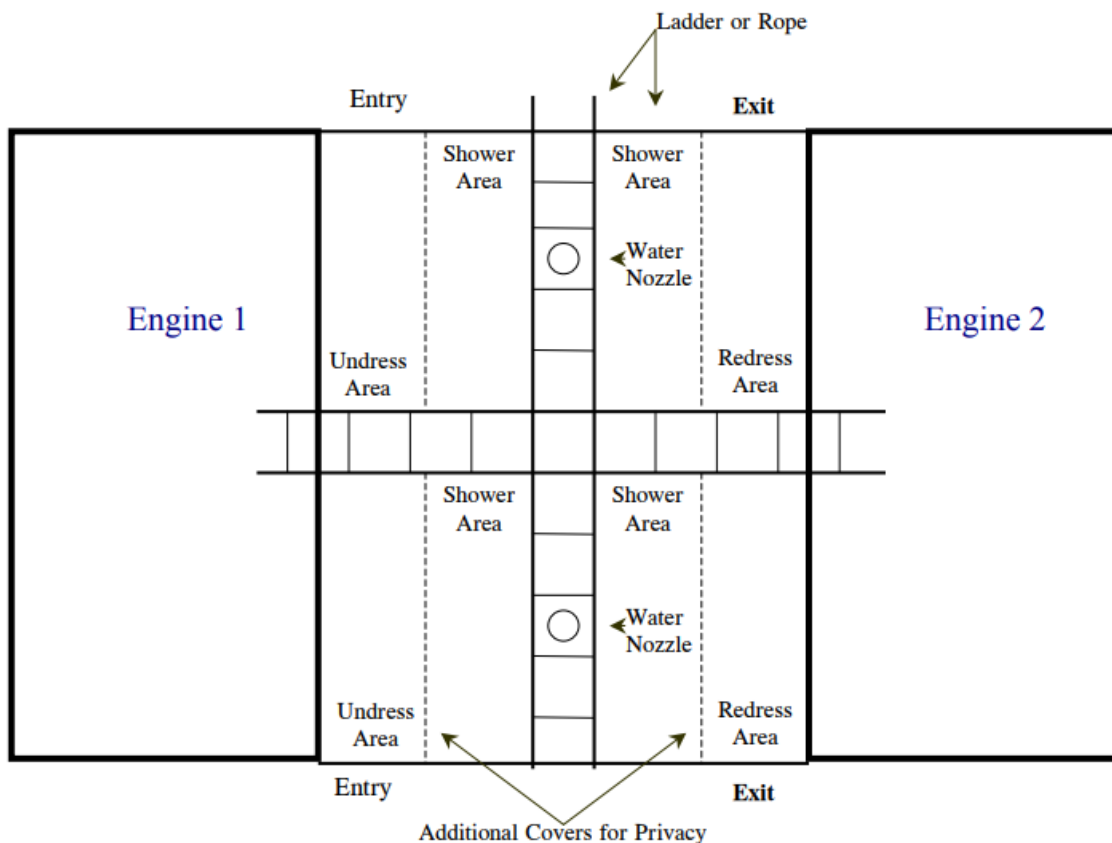 Ladder or Rope
Entry
Exit
Shower
Area
Shower
Area
Water
Nozzle
Engine 1
Engine 2
Undress
Area
Redress
Area
Shower
Area
Shower
Area
Water
Nozzle
Undress
Area
Redress
Area
Entry
Exit
Additional Covers for Privacy